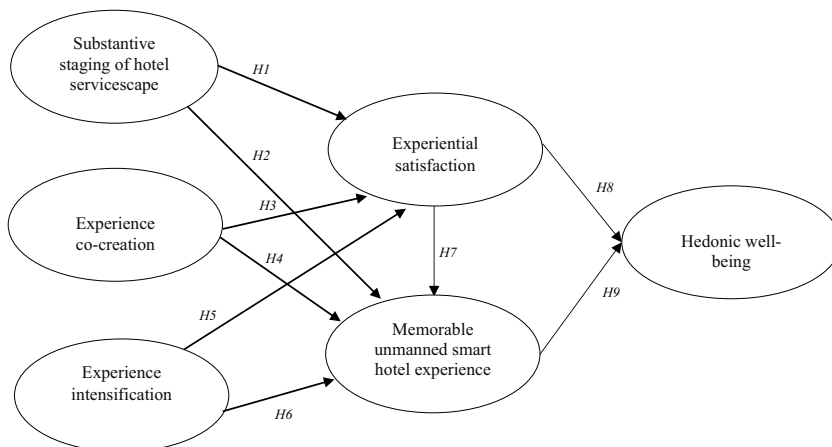 Substantive
staging of hotel
servicescape
H1
Experiential
satisfaction
H2
H8
H3
Experience
co-creation
Hedonic well-
being
H4
H7
H9
H5
Memorable
unmanned smart
hotel experience
Experience
intensification
H6